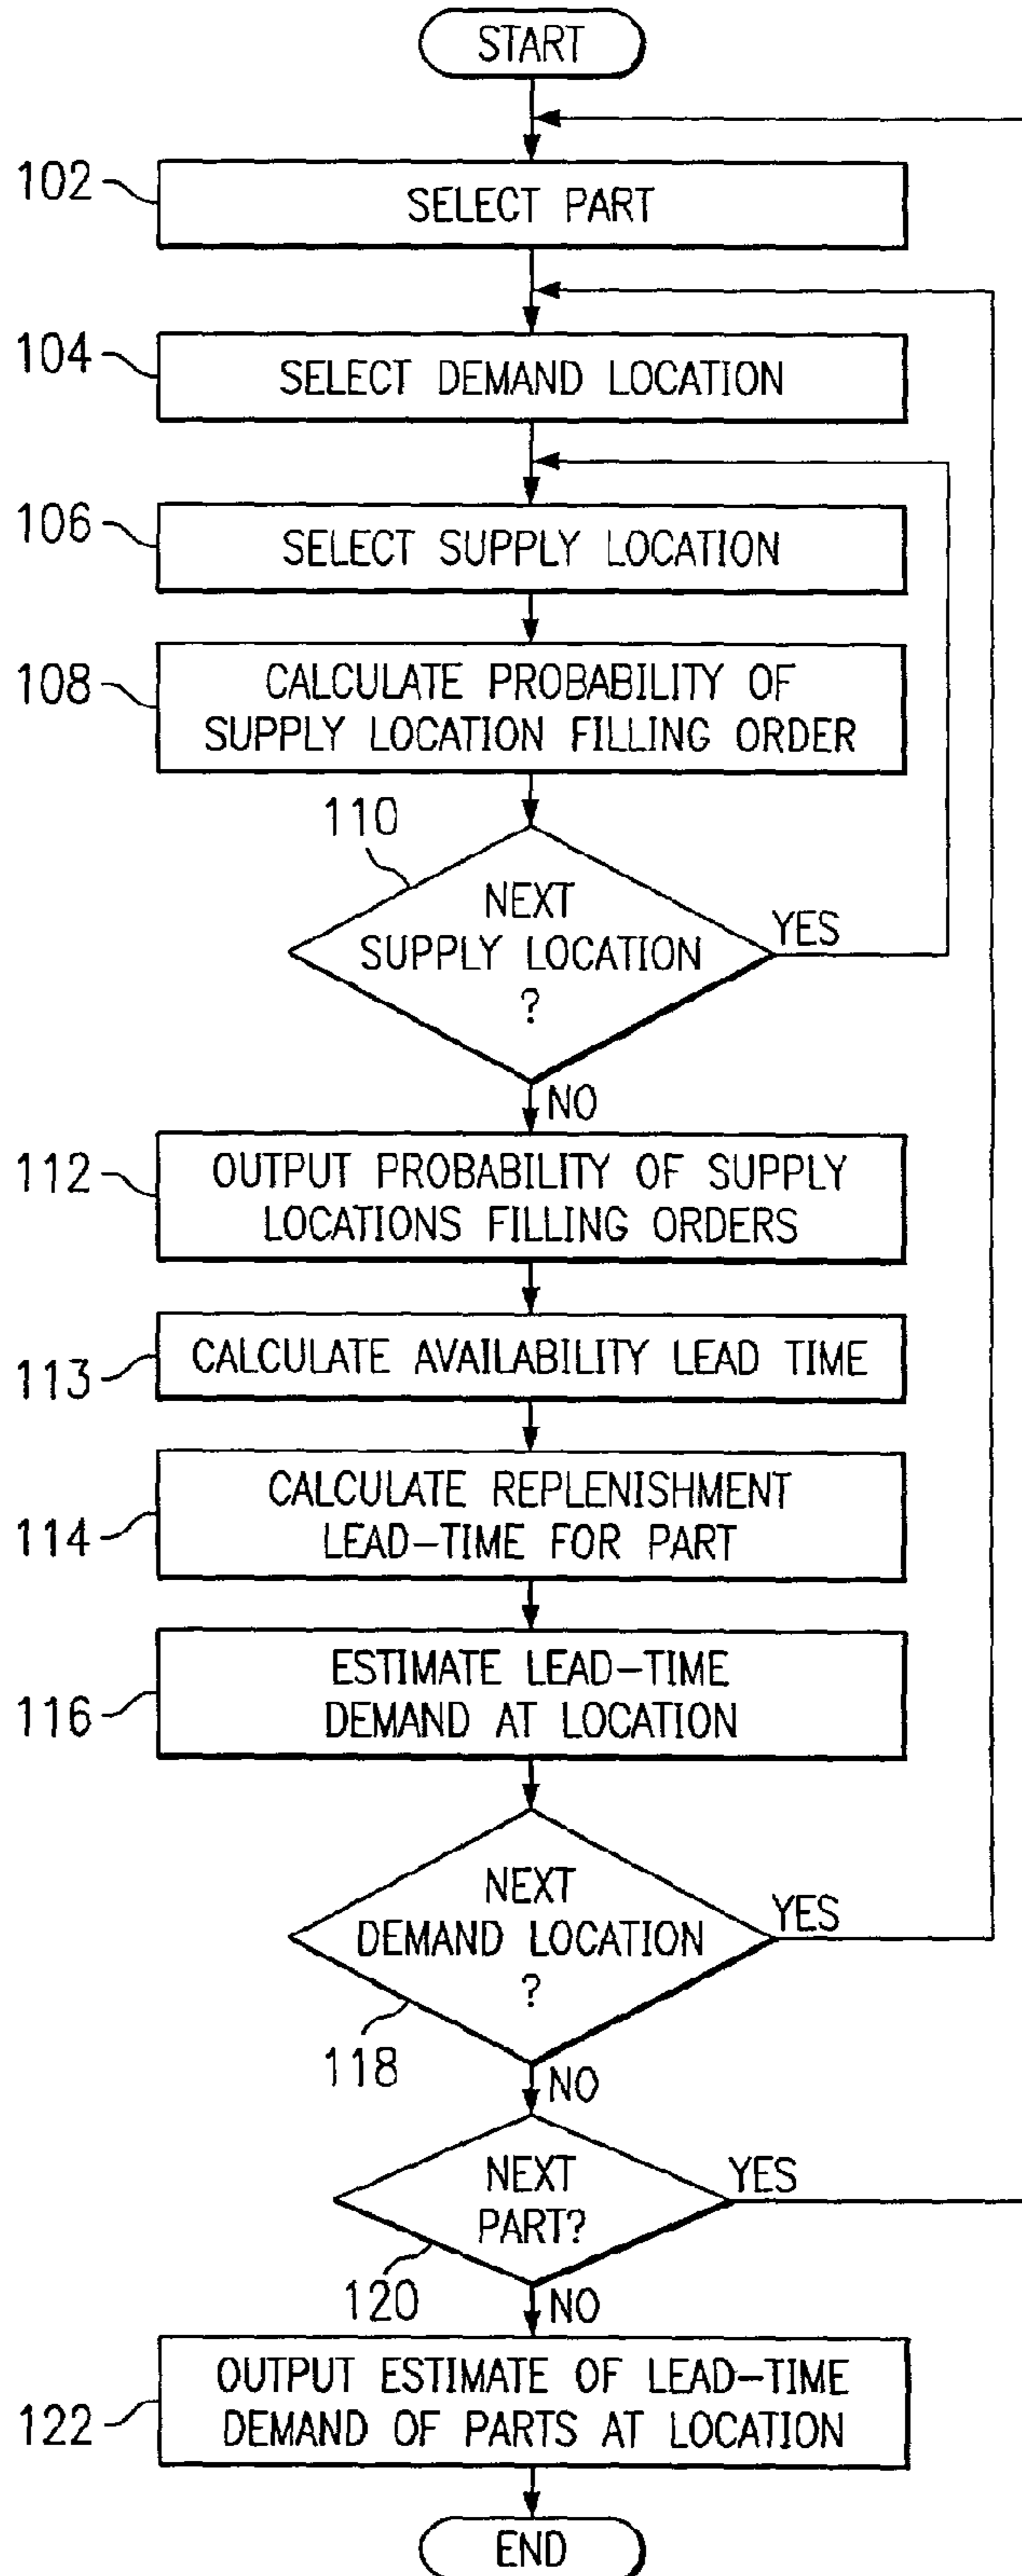 START
102
SELECT PART
104
SELECT DEMAND LOCATION
106
SELECT SUPPLY LOCATION
108
CALCULATE PROBABILITY OF
SUPPLY LOCATION FILLING ORDER
110
NEXT
SUPPLY LOCATION
?
YES
NO
112
OUTPUT PROBABILITY OF SUPPLY
LOCATIONS FILLING ORDERS
113
CALCULATE AVAILABILITY LEAD TIME
114
CALCULATE REPLENISHMENT
LEAD-TIME FOR PART
116
ESTIMATE LEAD-TIME
DEMAND AT LOCATION
NEXT
DEMAND LOCATION
?
YES
118
NO
NEXT
PART?
YES
120
NO
122
OUTPUT ESTIMATE OF LEAD-TIME
DEMAND OF PARTS AT LOCATION
END